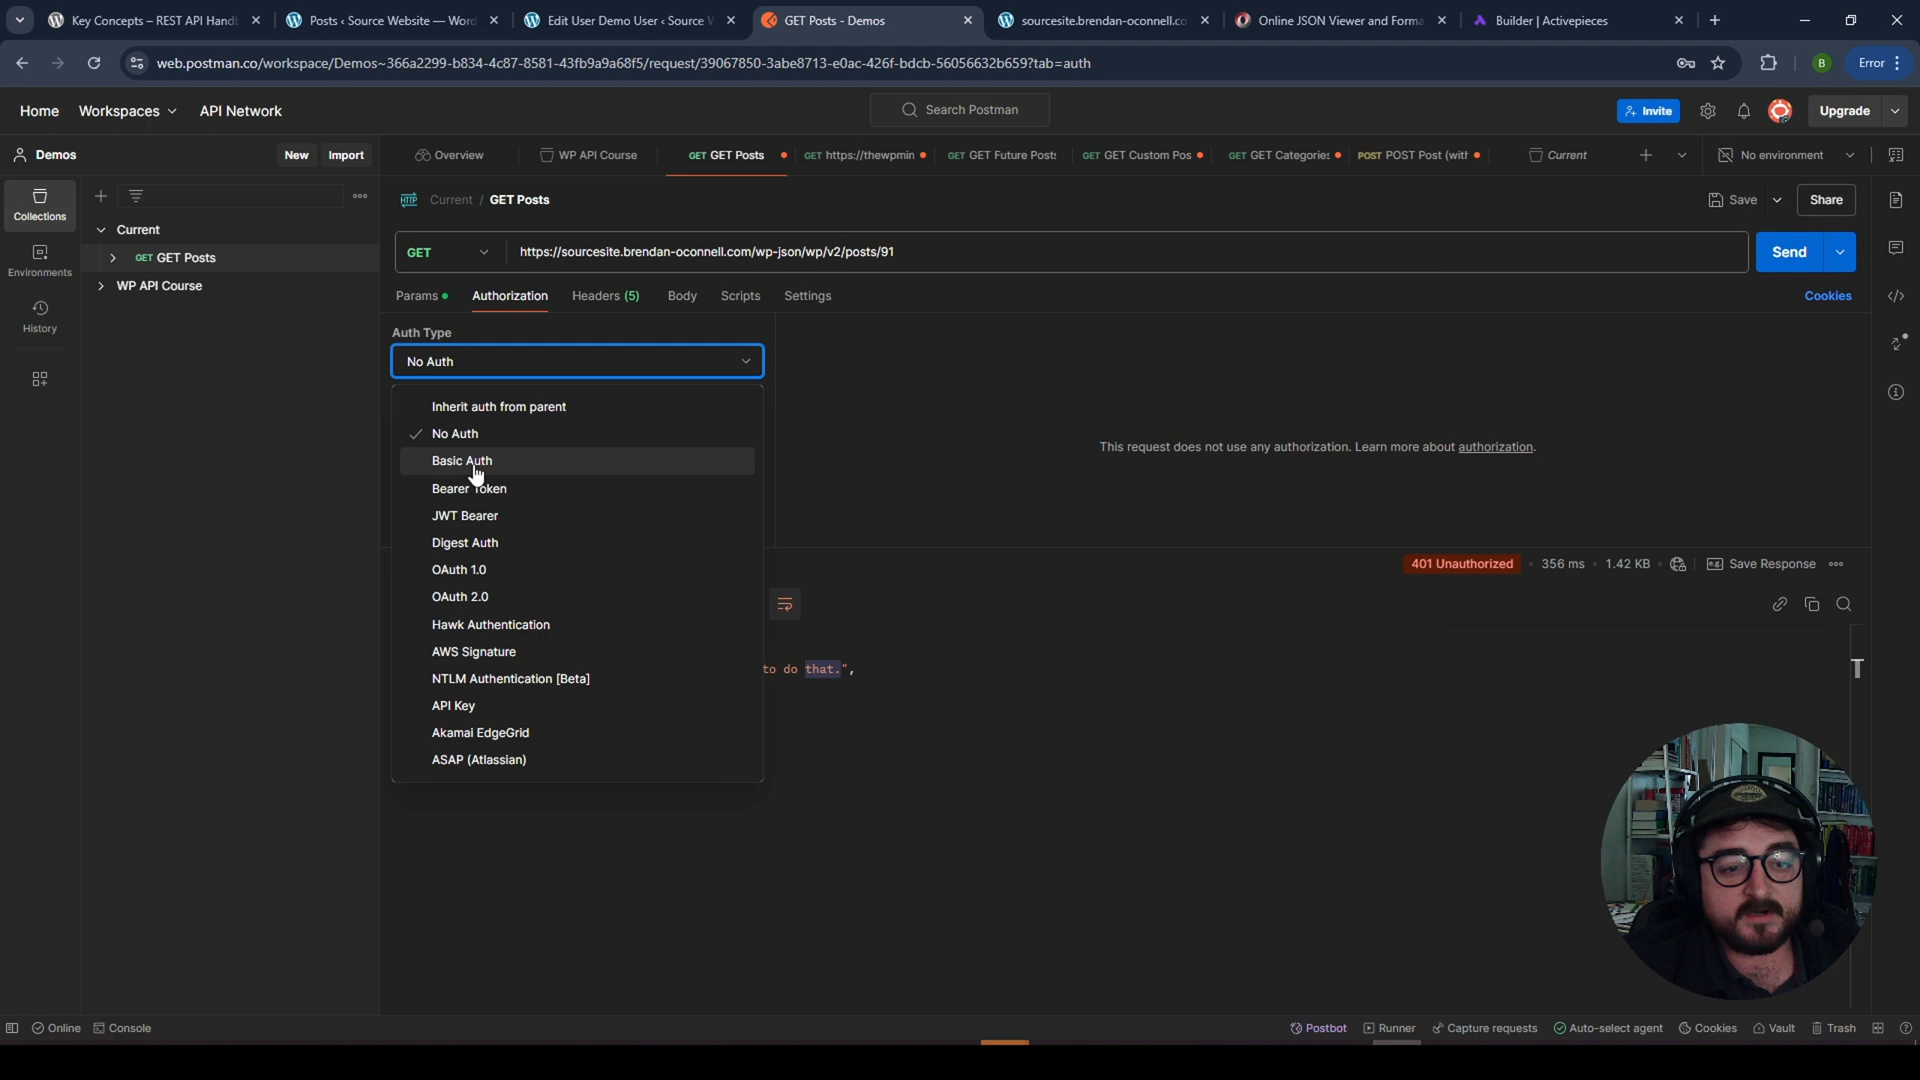 Key Concepts – REST API Handl
Posts ‹ Source Website — Word
Edit User Demo User ‹ Source W
GET Posts - Demos
sourcesite.brendan-oconnell.co
Online JSON Viewer and Forma
Builder | Activepieces
web.postman.co/workspace/Demos~366a2299-b834-4c87-8581-43fb9a9a68f5/request/39067850-3abe8713-e0ac-426f-bdcb-56056632b659?tab=auth
B
Error
Home
Workspaces
API Network
Search Postman
Invite
Upgrade
Demos
New
Import
Overview
WP API Course
GET GET Posts
GET https://thewpmin
GET GET Future Posts
GET GET Custom Pos
GET GET Categories
POST POST Post (with
Current
No environment
Collections
Environments
History
Current
GET GET Posts
WP API Course
HTTP Current / GET Posts
Save
Share
GET
https://sourcesite.brendan-oconnell.com/wp-json/wp/v2/posts/91
Send
Params
Authorization
Headers (5)
Body
Scripts
Settings
Cookies
Auth Type
No Auth
Inherit auth from parent
No Auth
Basic Auth
Bearer Token
JWT Bearer
Digest Auth
OAuth 1.0
OAuth 2.0
Hawk Authentication
AWS Signature
NTLM Authentication [Beta]
API Key
Akamai EdgeGrid
ASAP (Atlassian)
This request does not use any authorization. Learn more about authorization.
401 Unauthorized
356 ms
1.42 KB
Save Response
to do that.",
Online
Console
Postbot
Runner
Capture requests
Auto-select agent
Cookies
Vault
Trash